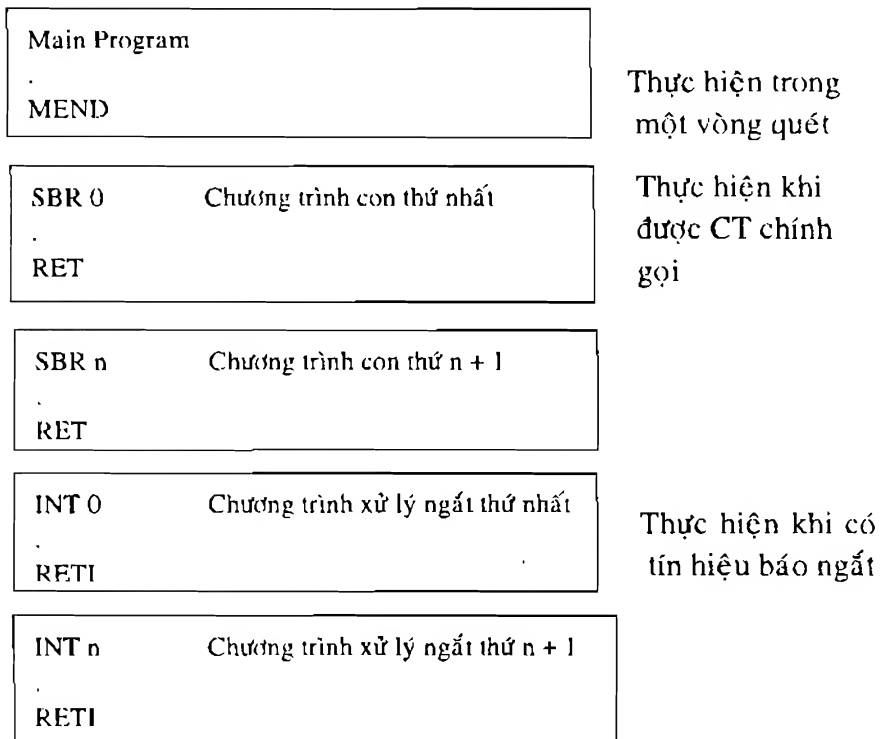 Main Program
.
MEND
Thực hiện trong
một vòng quét
SBR 0 Chương trình con thứ nhất
.
RET
Thực hiện khi
được CT chính
gọi
SBR n Chương trình con thứ n + 1
.
RET
INT 0 Chương trình xử lý ngắt thứ nhất
.
RETI
Thực hiện khi có
tín hiệu báo ngắt
INT n Chương trình xử lý ngắt thứ n + 1
.
RETI